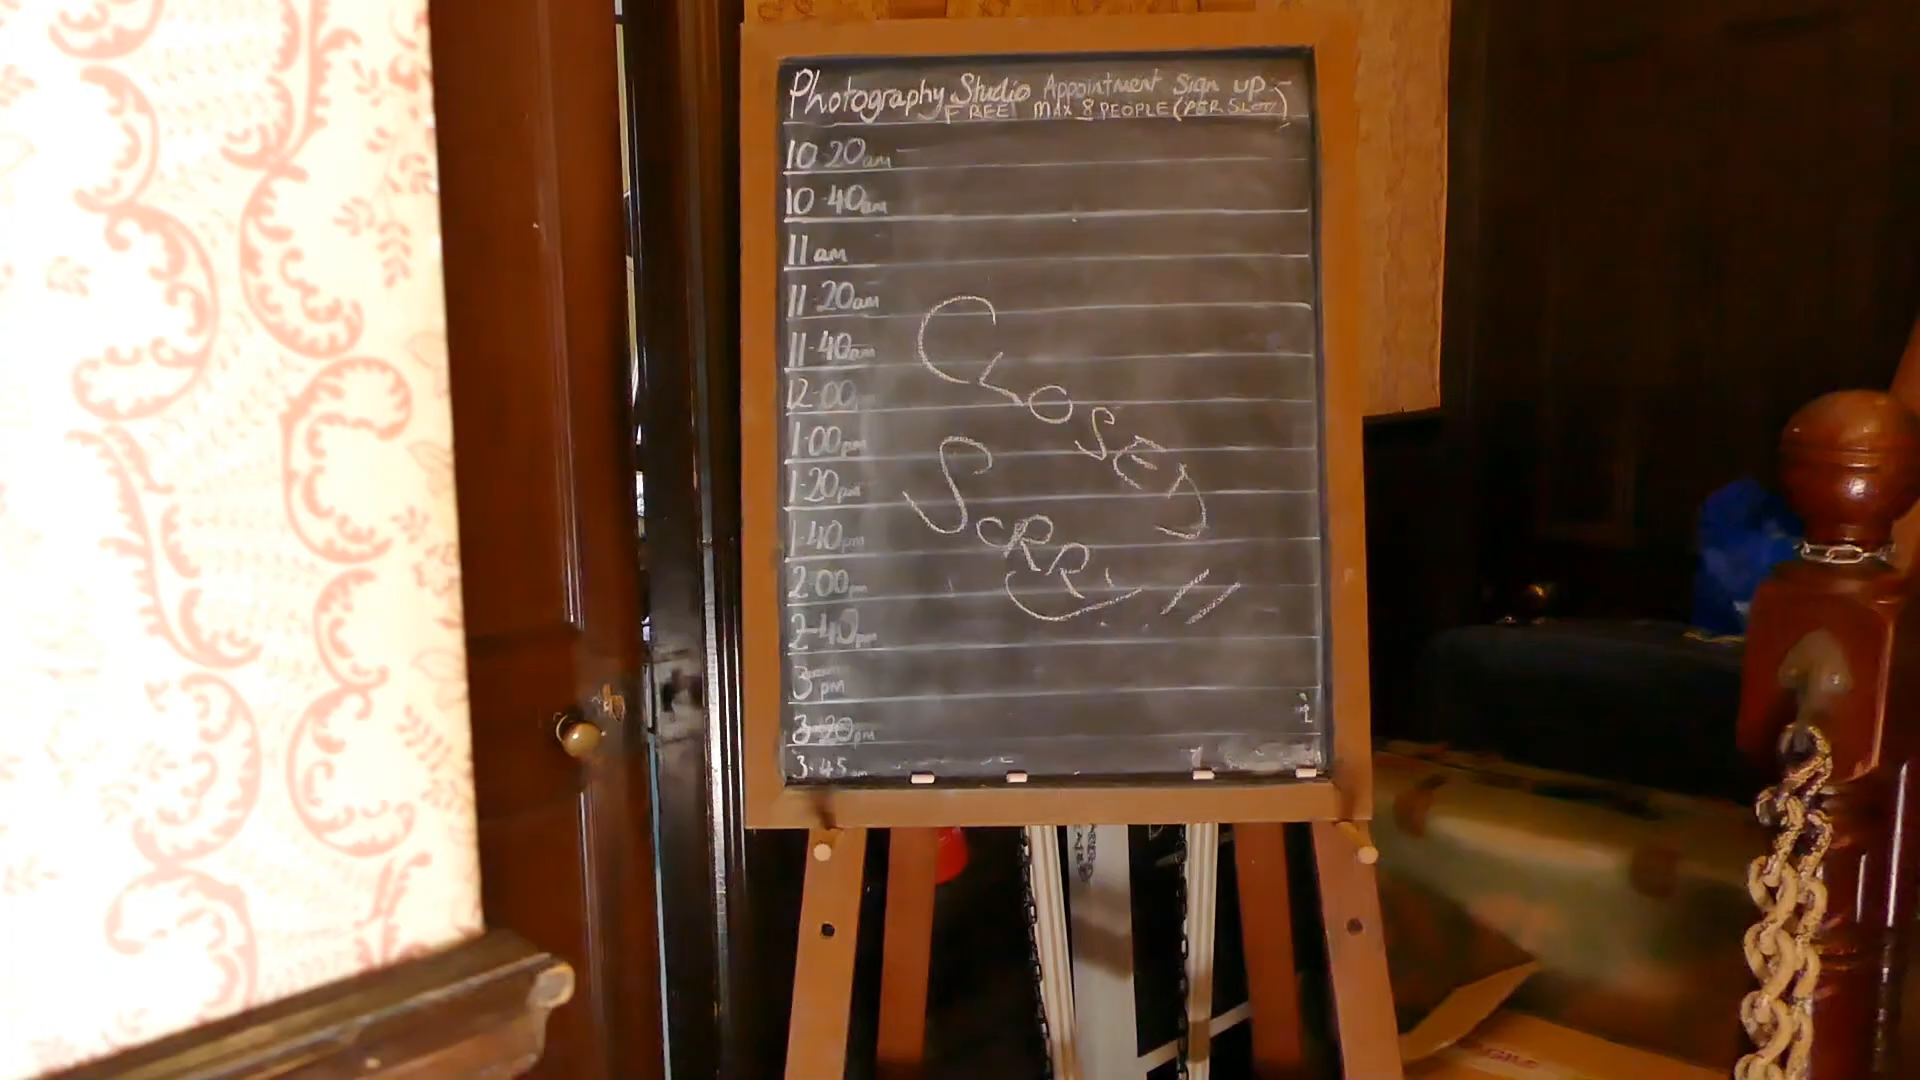 Photography Studio Appointment Sign up:-
FREE MAX 8 PEOPLE (PER SLOT)
10·20am
10·40am
11am
11·20am
11·40am
12·00
1·00pm
1·20pm
1·40pm
2·00pm
2-40pm
3pm
3·20pm
3·45
CLOSED
SORRY!!